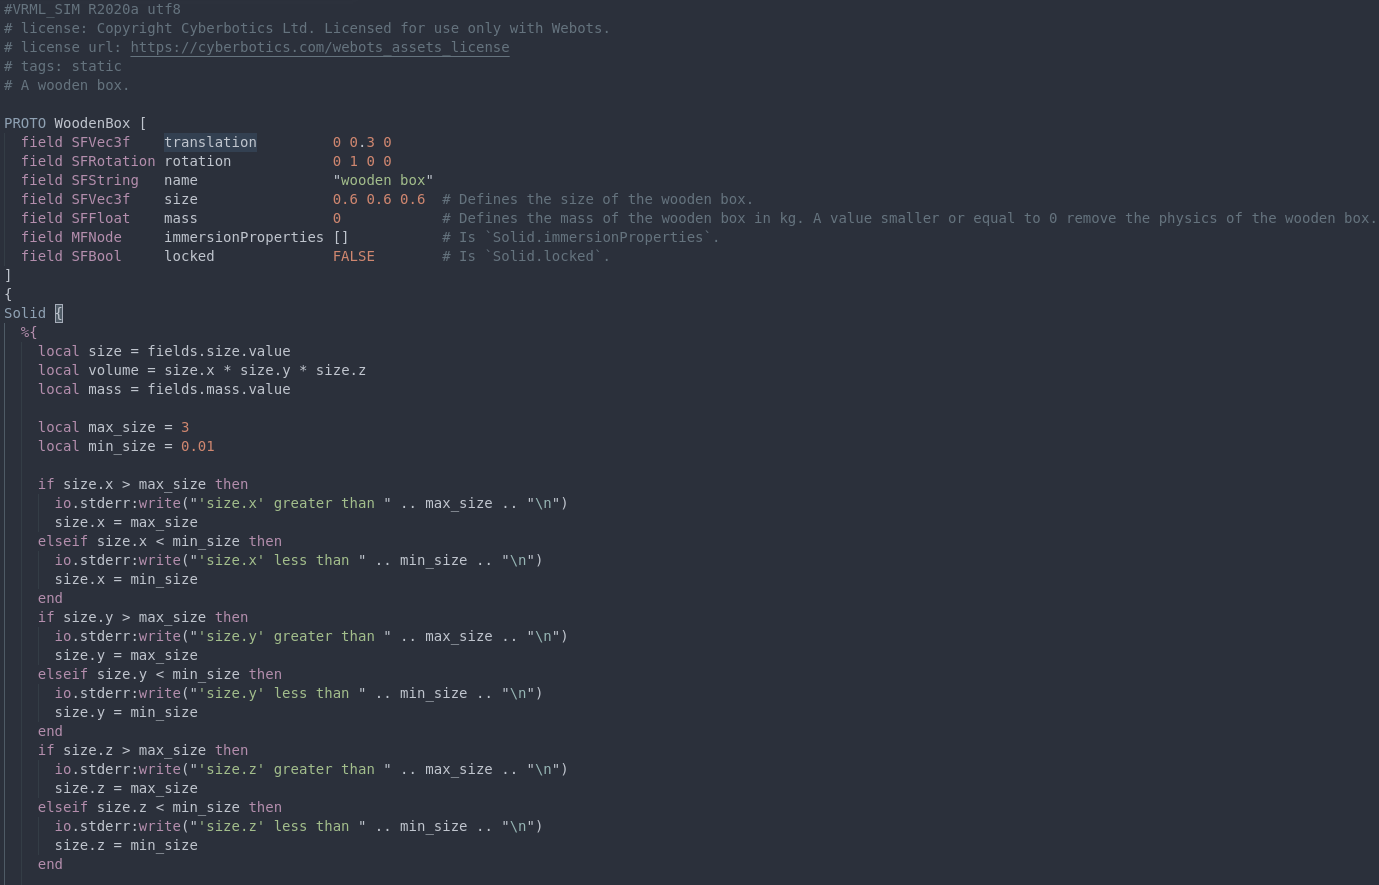 #VRML_SIM R2020a utf8
# license: Copyright Cyberbotics Ltd. Licensed for use only with Webots.
# license url: https://cyberbotics.com/webots_assets_license
# tags: static
# A wooden box.

PROTO WoodenBox [
  field SFVec3f    translation         0 0.3 0
  field SFRotation rotation            0 1 0 0
  field SFString   name                "wooden box"
  field SFVec3f    size                0.6 0.6 0.6  # Defines the size of the wooden box.
  field SFFloat    mass                0            # Defines the mass of the wooden box in kg. A value smaller or equal to 0 remove the physics of the wooden box.
  field MFNode     immersionProperties []           # Is `Solid.immersionProperties`.
  field SFBool     locked              FALSE        # Is `Solid.locked`.
]
{
Solid {
  %{
    local size = fields.size.value
    local volume = size.x * size.y * size.z
    local mass = fields.mass.value

    local max_size = 3
    local min_size = 0.01

    if size.x > max_size then
      io.stderr:write("'size.x' greater than " .. max_size .. "\n")
      size.x = max_size
    elseif size.x < min_size then
      io.stderr:write("'size.x' less than " .. min_size .. "\n")
      size.x = min_size
    end
    if size.y > max_size then
      io.stderr:write("'size.y' greater than " .. max_size .. "\n")
      size.y = max_size
    elseif size.y < min_size then
      io.stderr:write("'size.y' less than " .. min_size .. "\n")
      size.y = min_size
    end
    if size.z > max_size then
      io.stderr:write("'size.z' greater than " .. max_size .. "\n")
      size.z = max_size
    elseif size.z < min_size then
      io.stderr:write("'size.z' less than " .. min_size .. "\n")
      size.z = min_size
    end